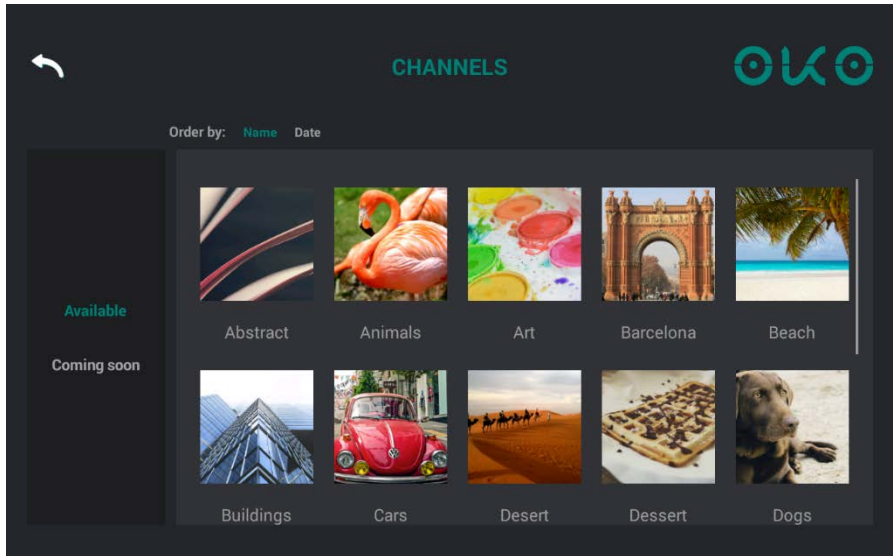 CHANNELS
OKO
Order by: Name Date
Available
Coming soon
Abstract Animals Art Barcelona Beach
Buildings Cars Desert Dessert Dogs